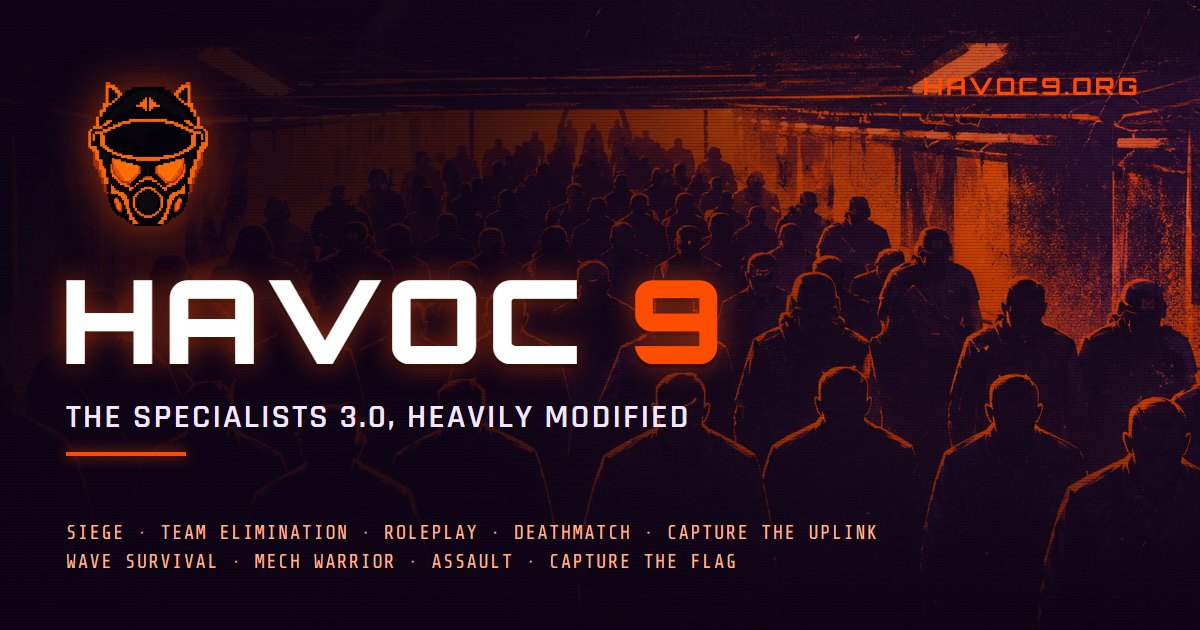 HAVOC9.ORG
HAVOC 9
THE SPECIALISTS 3.0, HEAVILY MODIFIED
SIEGE · TEAM ELIMINATION · ROLEPLAY · DEATHMATCH · CAPTURE THE UPLINK
WAVE SURVIVAL · MECH WARRIOR · ASSAULT · CAPTURE THE FLAG